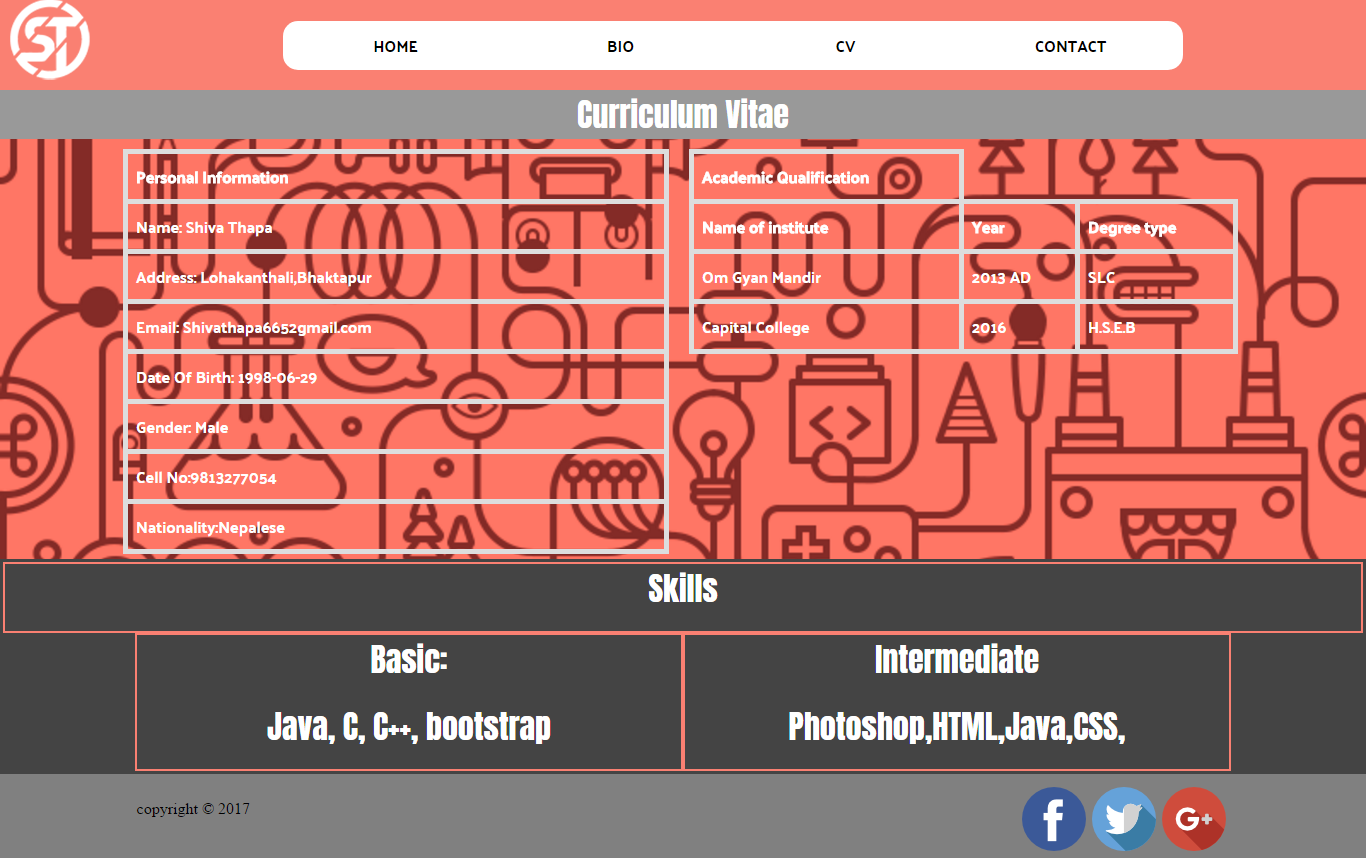 ST
HOME BIO CV CONTACT
Curriculum Vitae
Personal Information
Name: Shiva Thapa
Address: Lohakanthali,Bhaktapur
Email: Shivathapa6652gmail.com
Date Of Birth: 1998-06-29
Gender: Male
Cell No:9813277054
Nationality:Nepalese
Academic Qualification
Name of institute Year Degree type
Om Gyan Mandir 2013 AD SLC
Capital College 2016 H.S.E.B
Skills
Basic:
Java, C, C++, bootstrap
Intermediate
Photoshop,HTML,Java,CSS,
copyright © 2017
f G+